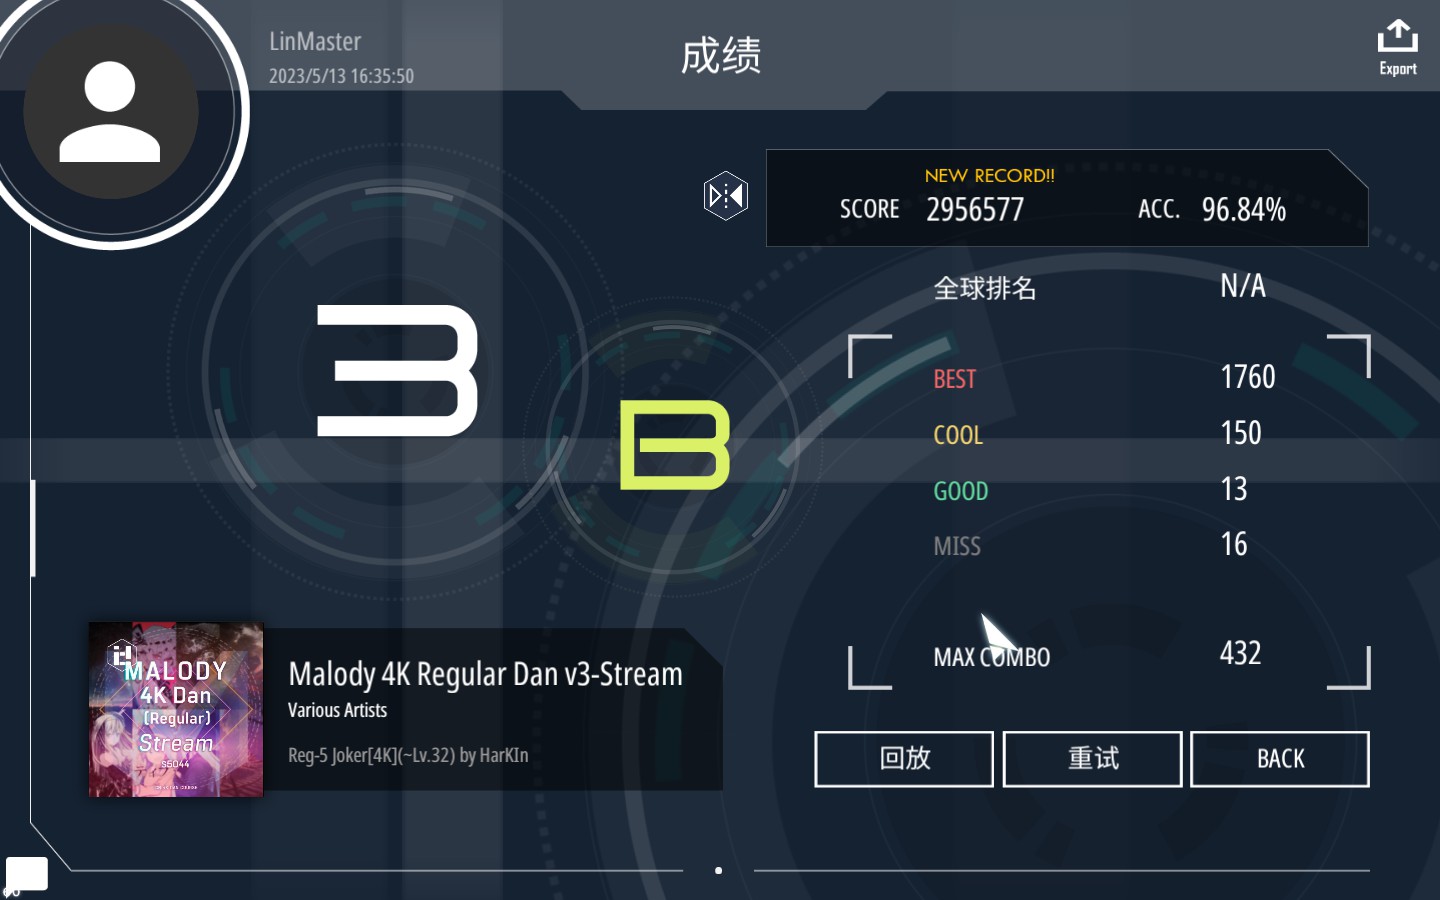 LinMaster
2023/5/13 16:35:50
成绩
Export
NEW RECORD!!
SCORE 2956577 ACC. 96.84%
全球排名 N/A
BEST 1760
COOL 150
GOOD 13
MISS 16
MAX COMBO 432
B
MALODY
4K Dan
(Regular)
Stream
Malody 4K Regular Dan v3-Stream
Various Artists
Reg-5 Joker[4K](~Lv.32) by HarKIn
回放 重试 BACK